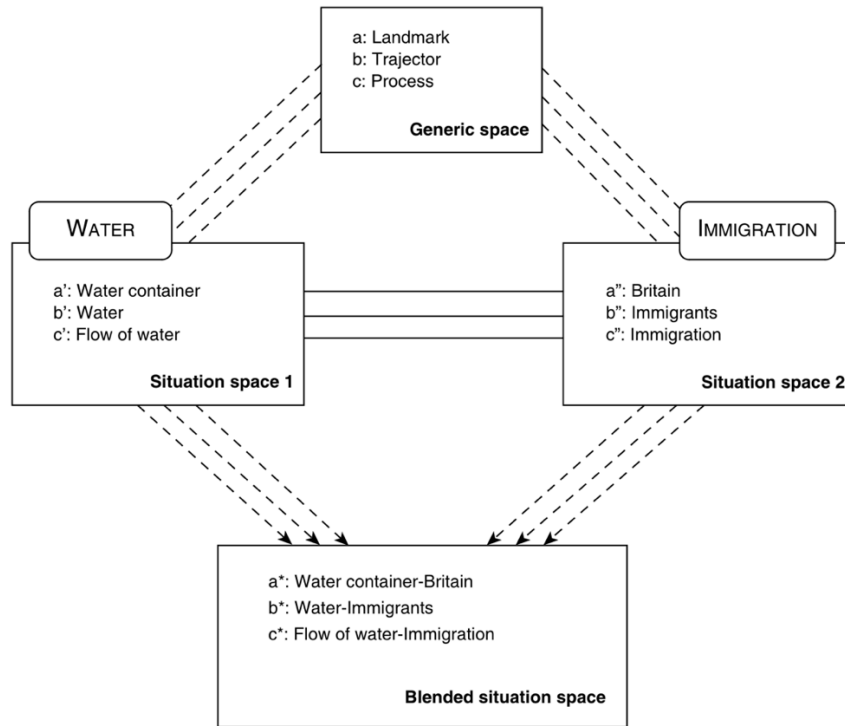 a: Landmark
b: Trajector
c: Process
Generic space
WATER
a’: Water container
b’: Water
c’: Flow of water
Situation space 1
IMMIGRATION
a”: Britain
b”: Immigrants
c”: Immigration
Situation space 2
a*: Water container-Britain
b*: Water-Immigrants
c*: Flow of water-Immigration
Blended situation space